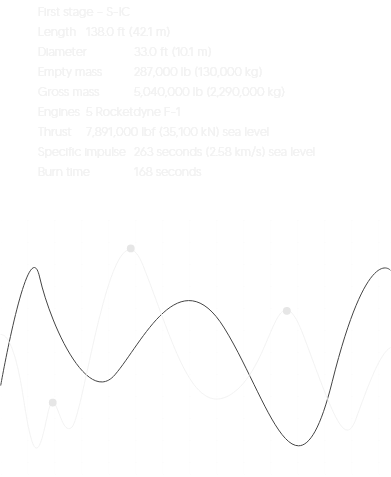 First stage – S-IC
Length 138.0 ft (42.1 m)
Diameter 33.0 ft (10.1 m)
Empty mass 287,000 lb (130,000 kg)
Gross mass 5,040,000 lb (2,290,000 kg)
Engines 5 Rocketdyne F-1
Thrust 7,891,000 lbf (35,100 kN) sea level
Specific impulse 263 seconds (2.58 km/s) sea level
Burn time 168 seconds